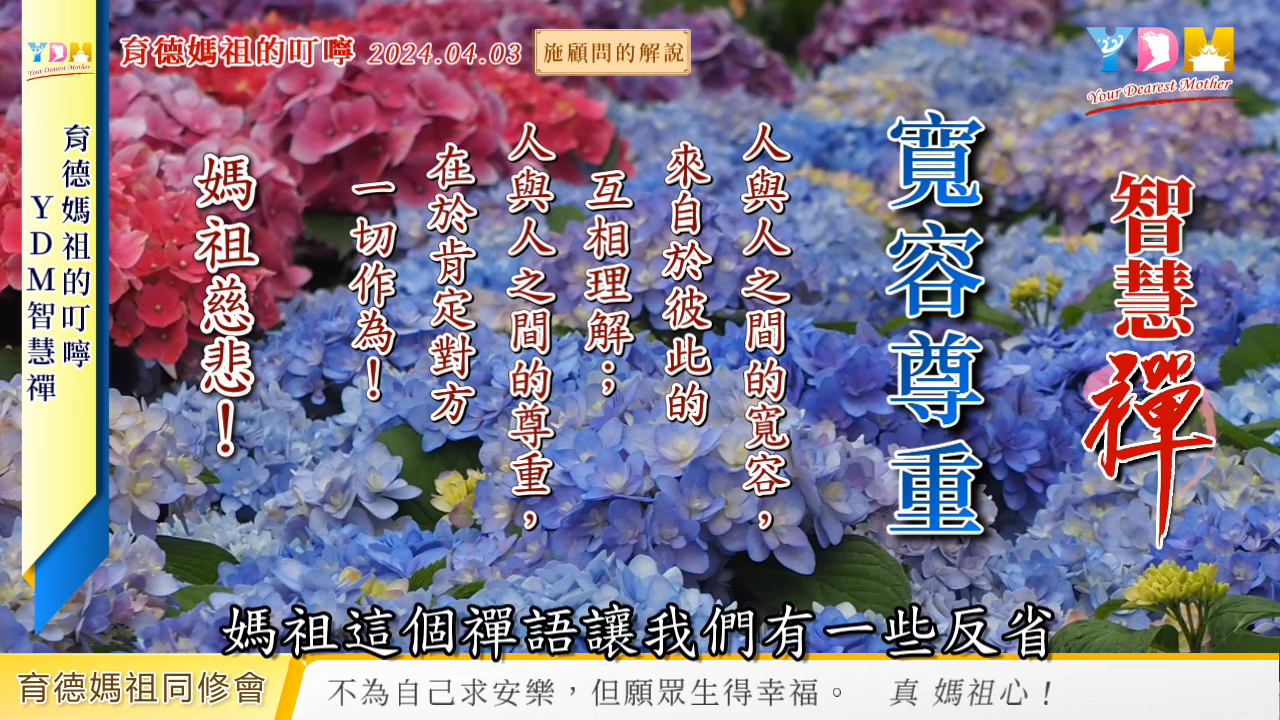 YDM
Your Dearest Mother
育德媽祖的叮嚀
YDM智慧禪
育德媽祖的叮嚀 2024.04.03
施顧問的解說
YDM
Your Dearest Mother
智慧禪
寬容尊重
人與人之間的寬容，
來自於彼此的
互相理解；
人與人之間的尊重，
在於肯定對方
一切作為！
媽祖慈悲！
媽祖這個禪語讓我們有一些反省
育德媽祖同修會
不為自己求安樂，但願眾生得幸福。 真 媽祖心！